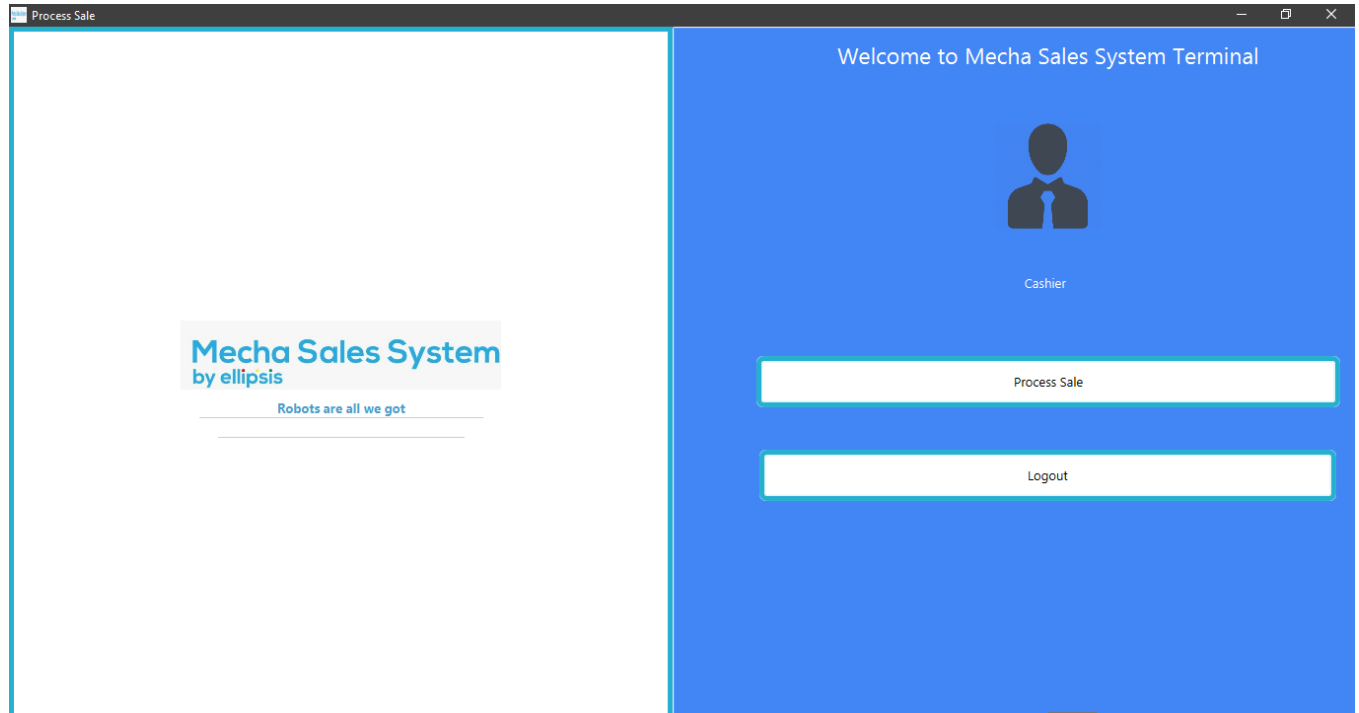 Process Sale
Mecha Sales System
by ellipsis
Robots are all we got
Welcome to Mecha Sales System Terminal
Cashier
Process Sale
Logout